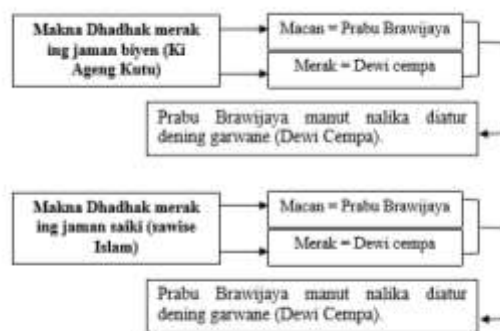 Makna Dhadhak merak
ing jaman biyen (Ki
Ageng Kutu)
Macan = Prabu Brawijaya
Merak = Dewi cempa
Prabu Brawijaya manut nalika diatur
dening garwane (Dewi Cempa).
Makna Dhadhak merak
ing jaman saiki (sawise
Islam)
Macan = Prabu Brawijaya
Merak = Dewi cempa
Prabu Brawijaya manut nalika diatur
dening garwane (Dewi Cempa).